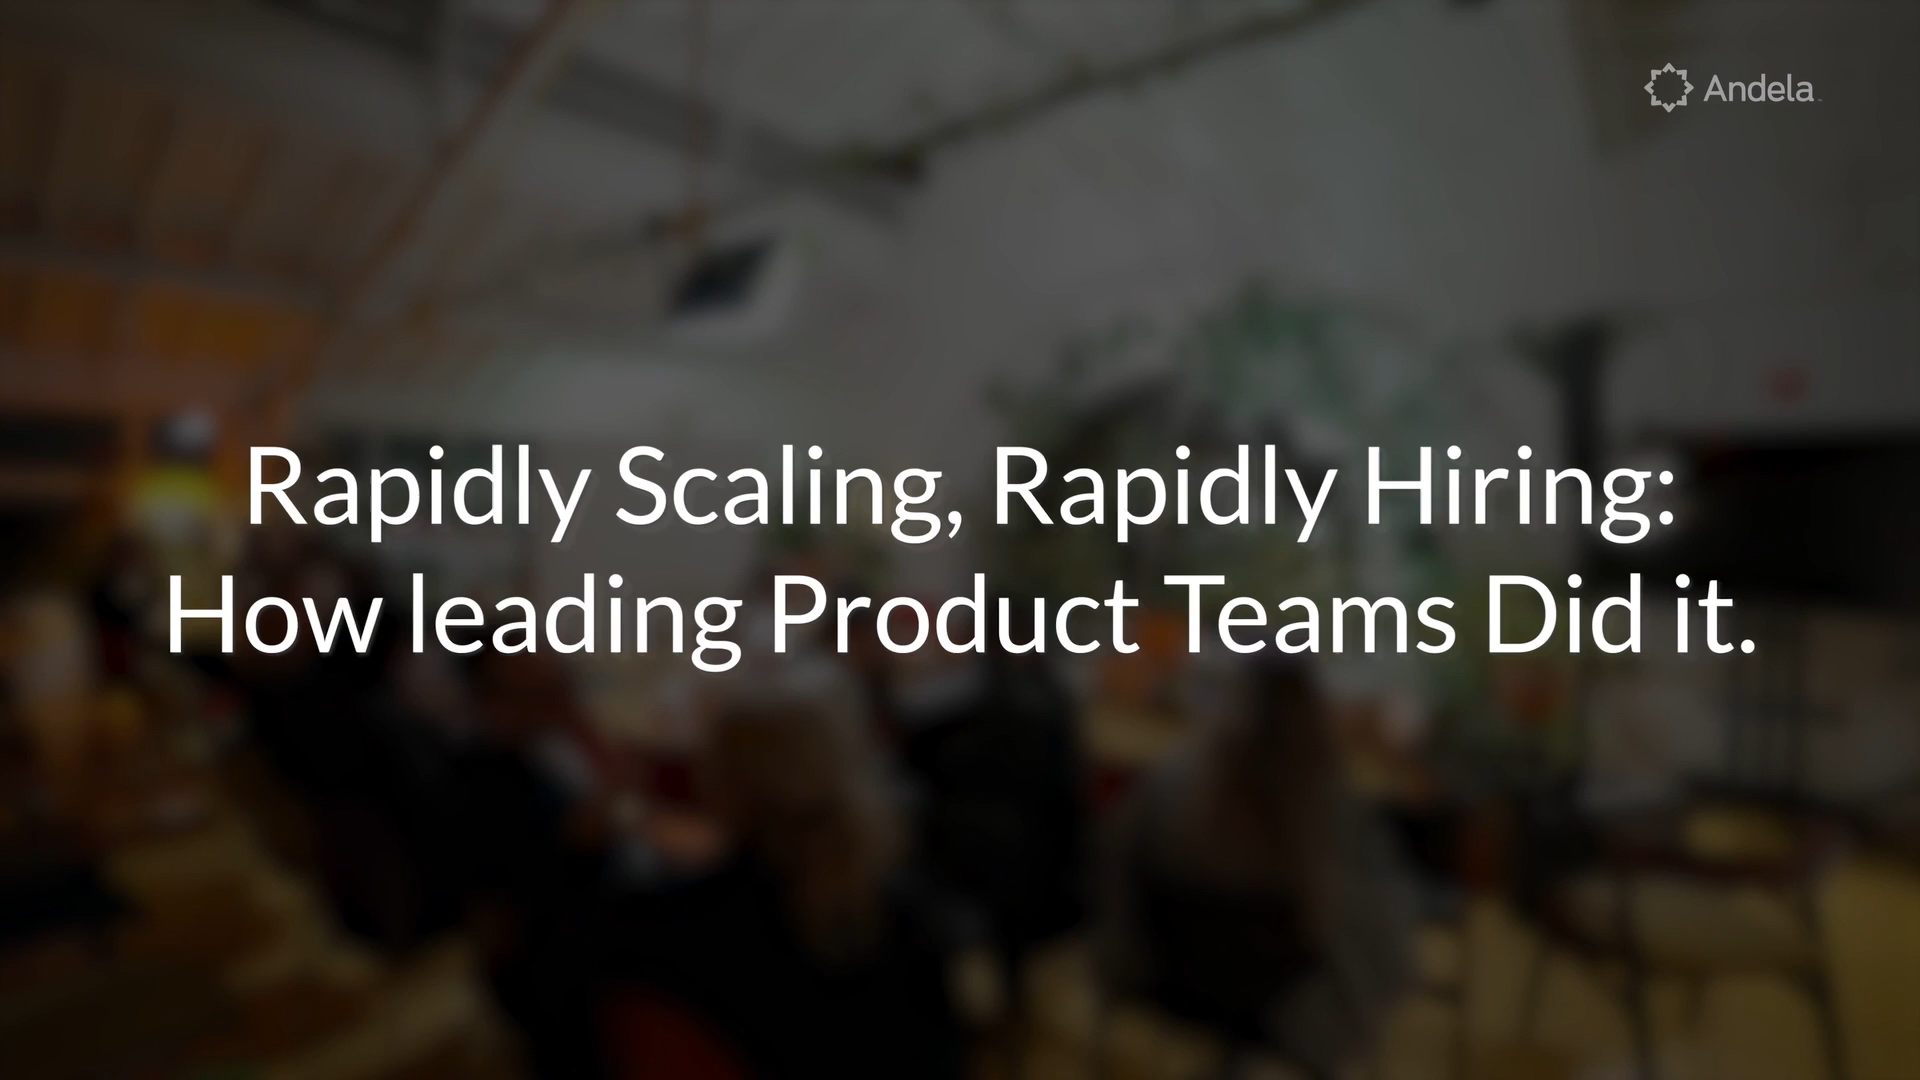 Andela
Rapidly Scaling, Rapidly Hiring:
How leading Product Teams Did it.